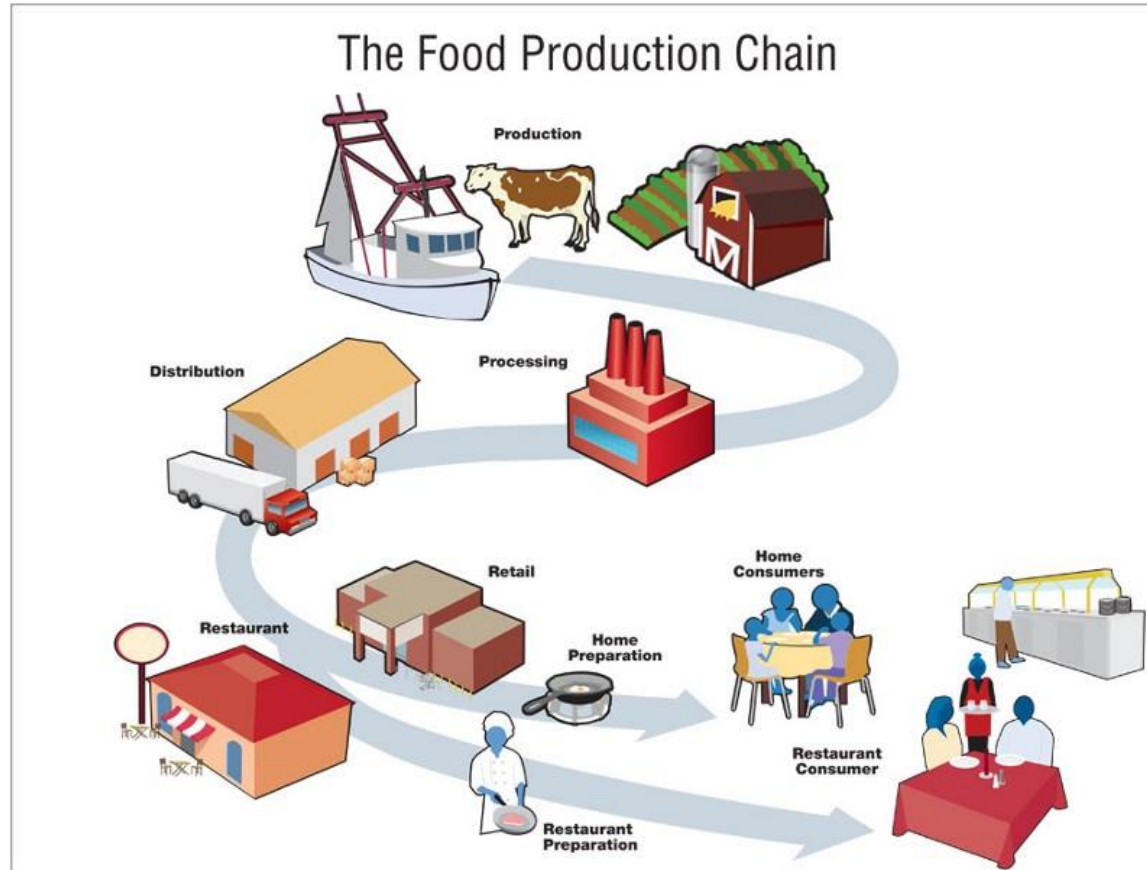 The Food Production Chain
Production
Processing
Distribution
Retail
Restaurant
Home
Preparation
Home
Consumers
Restaurant
Preparation
Restaurant
Consumer